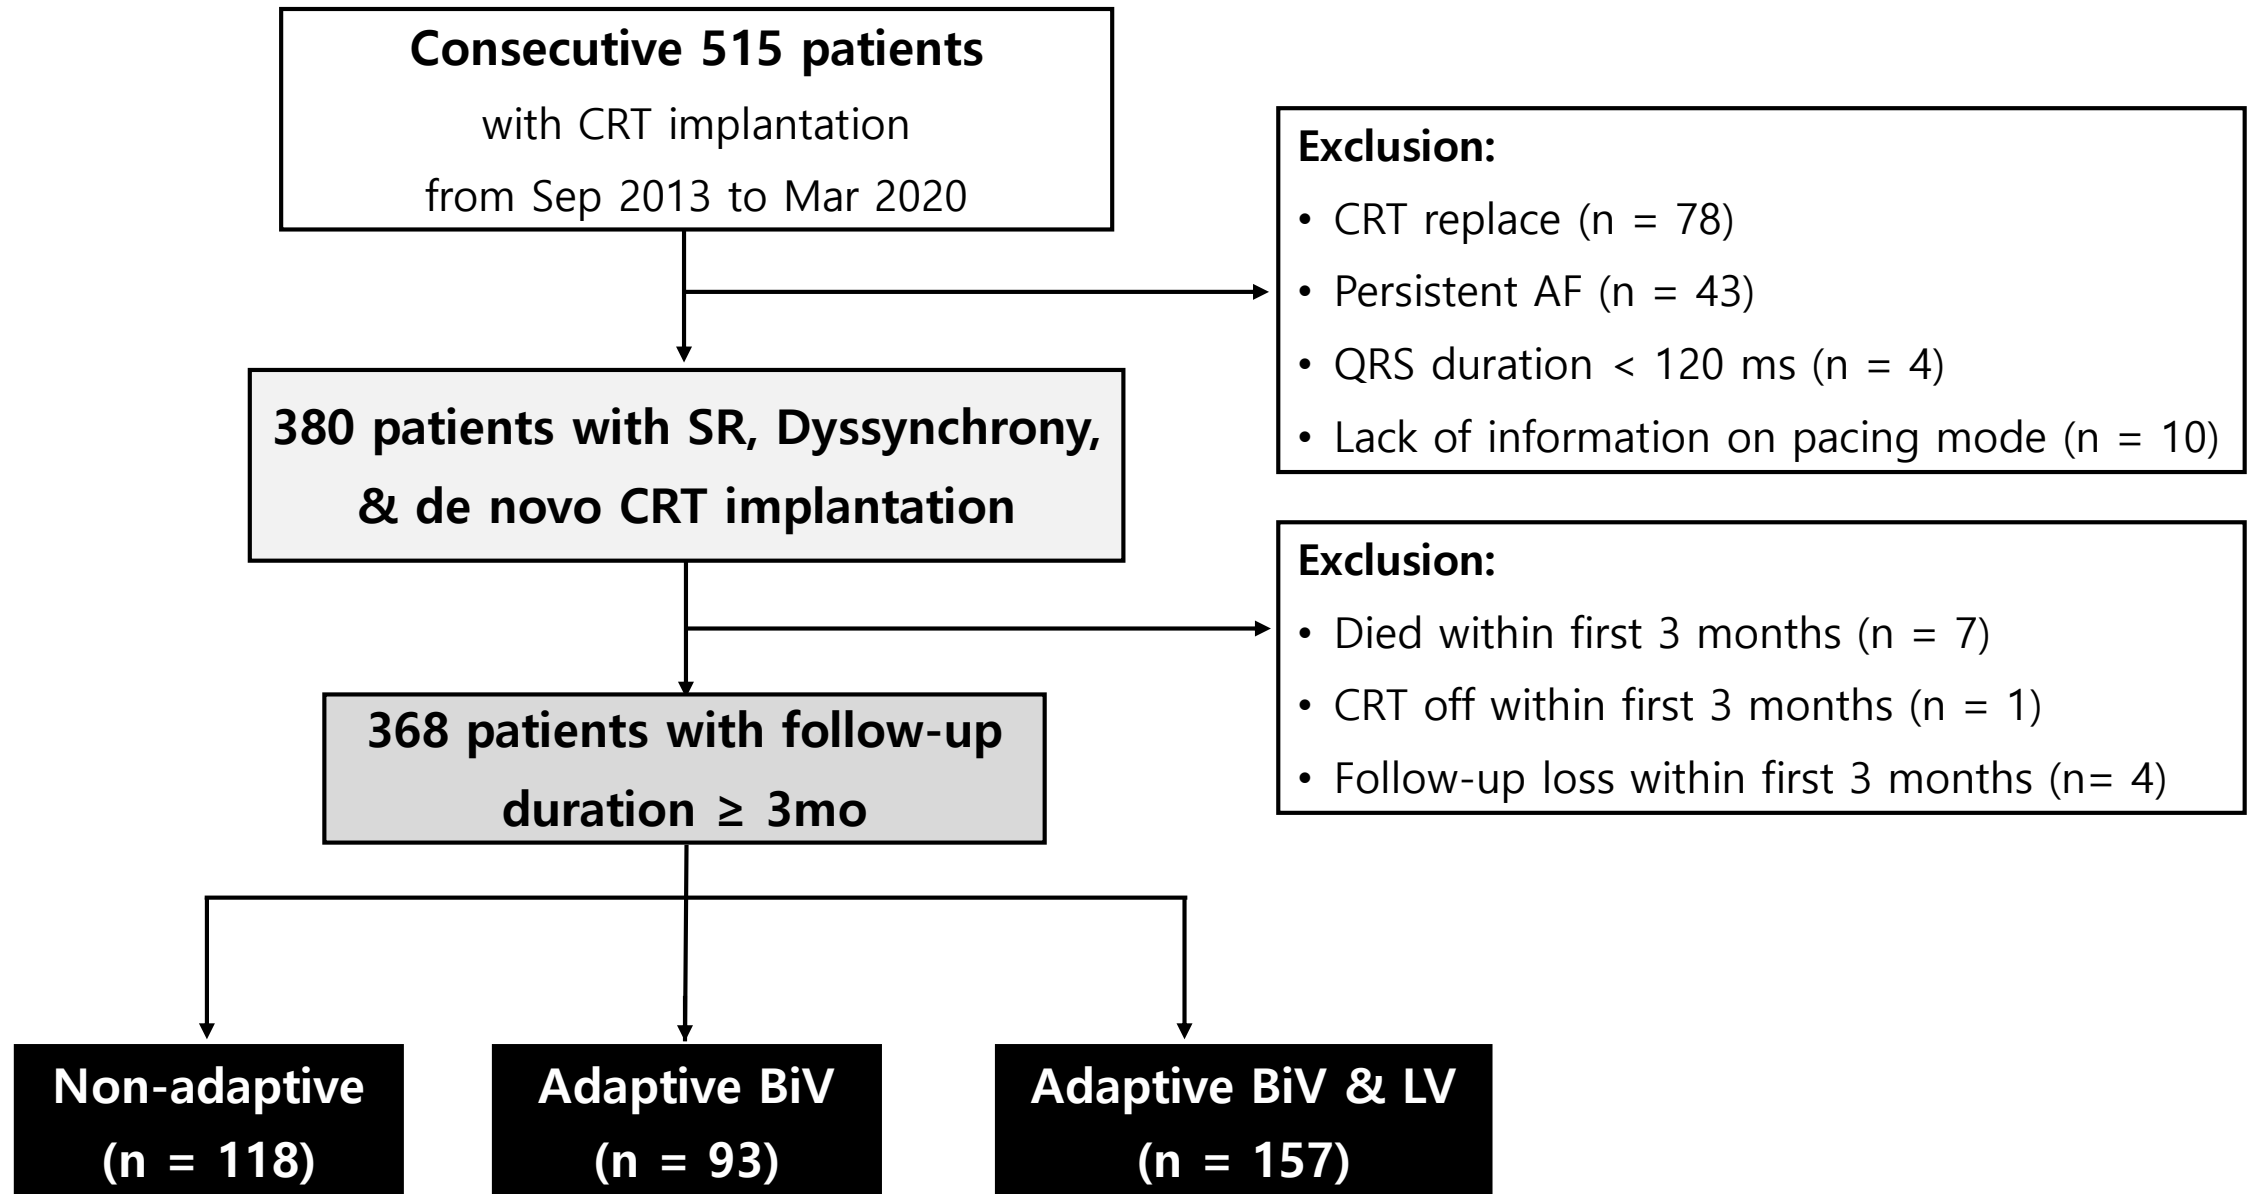 Consecutive 515 patients
with CRT implantation
from Sep 2013 to Mar 2020
Exclusion:
• CRT replace (n = 78)
• Persistent AF (n = 43)
• QRS duration < 120 ms (n = 4)
• Lack of information on pacing mode (n = 10)
380 patients with SR, Dyssynchrony,
& de novo CRT implantation
Exclusion:
• Died within first 3 months (n = 7)
• CRT off within first 3 months (n = 1)
• Follow-up loss within first 3 months (n= 4)
368 patients with follow-up
duration ≥ 3mo
Non-adaptive
(n = 118)
Adaptive BiV
(n = 93)
Adaptive BiV & LV
(n = 157)